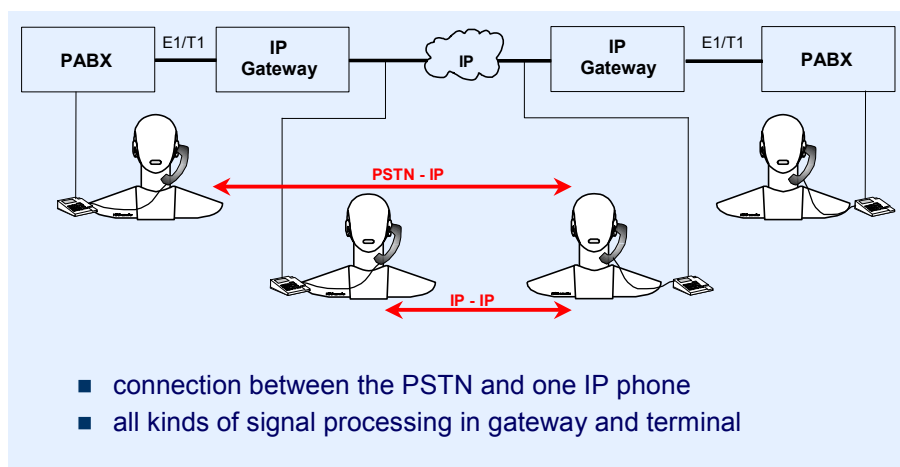 PABX
E1/T1
IP
Gateway
IP
IP
Gateway
E1/T1
PABX
PSTN - IP
IP - IP
connection between the PSTN and one IP phone
all kinds of signal processing in gateway and terminal